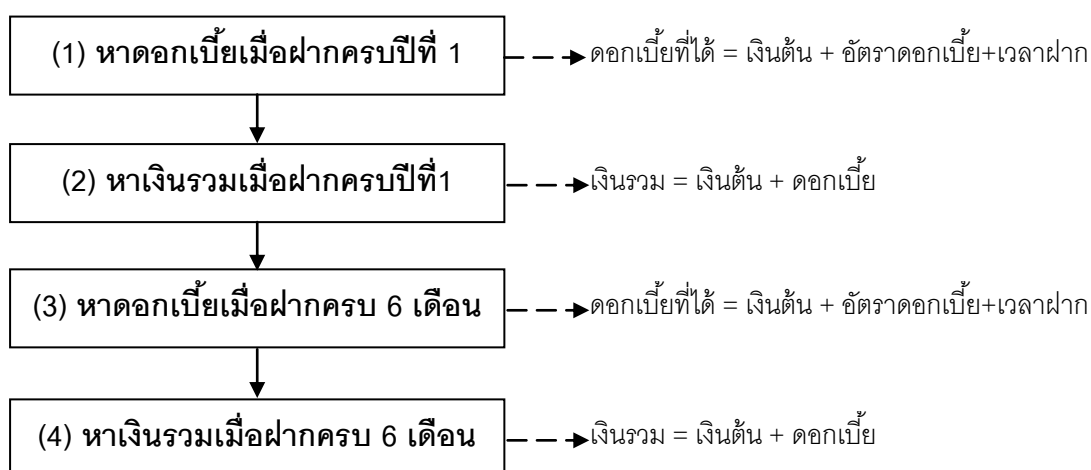 (1) หาดอกเบี้ยเมื่อฝากครบปีที่ 1
ดอกเบี้ยที่ได้ = เงินต้น + อัตราดอกเบี้ย+เวลาฝาก
(2) หาเงินรวมเมื่อฝากครบปีที่1
เงินรวม = เงินต้น + ดอกเบี้ย
(3) หาดอกเบี้ยเมื่อฝากครบ 6 เดือน
ดอกเบี้ยที่ได้ = เงินต้น + อัตราดอกเบี้ย+เวลาฝาก
(4) หาเงินรวมเมื่อฝากครบ 6 เดือน
เงินรวม = เงินต้น + ดอกเบี้ย